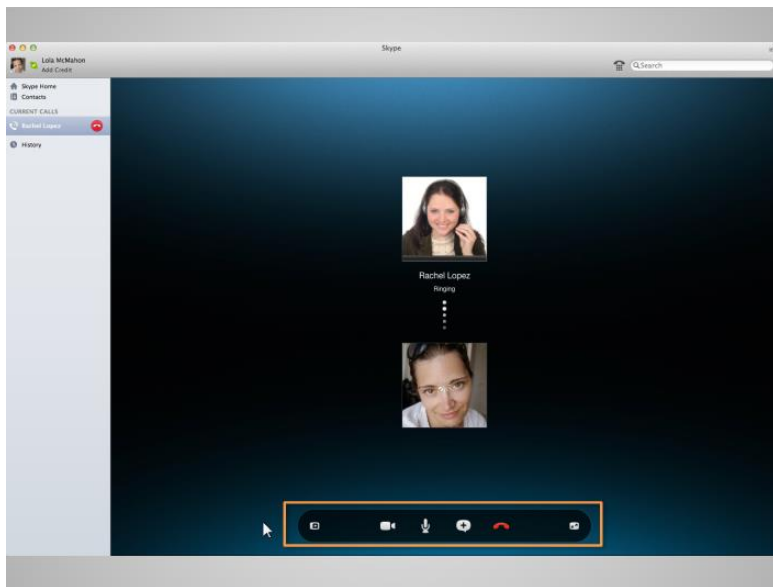 Skype
Lola McMahon
Add Credit
Search
Skype Home
Contacts
CURRENT CALLS
Rachel Lopez
History
Rachel Lopez
Ringing